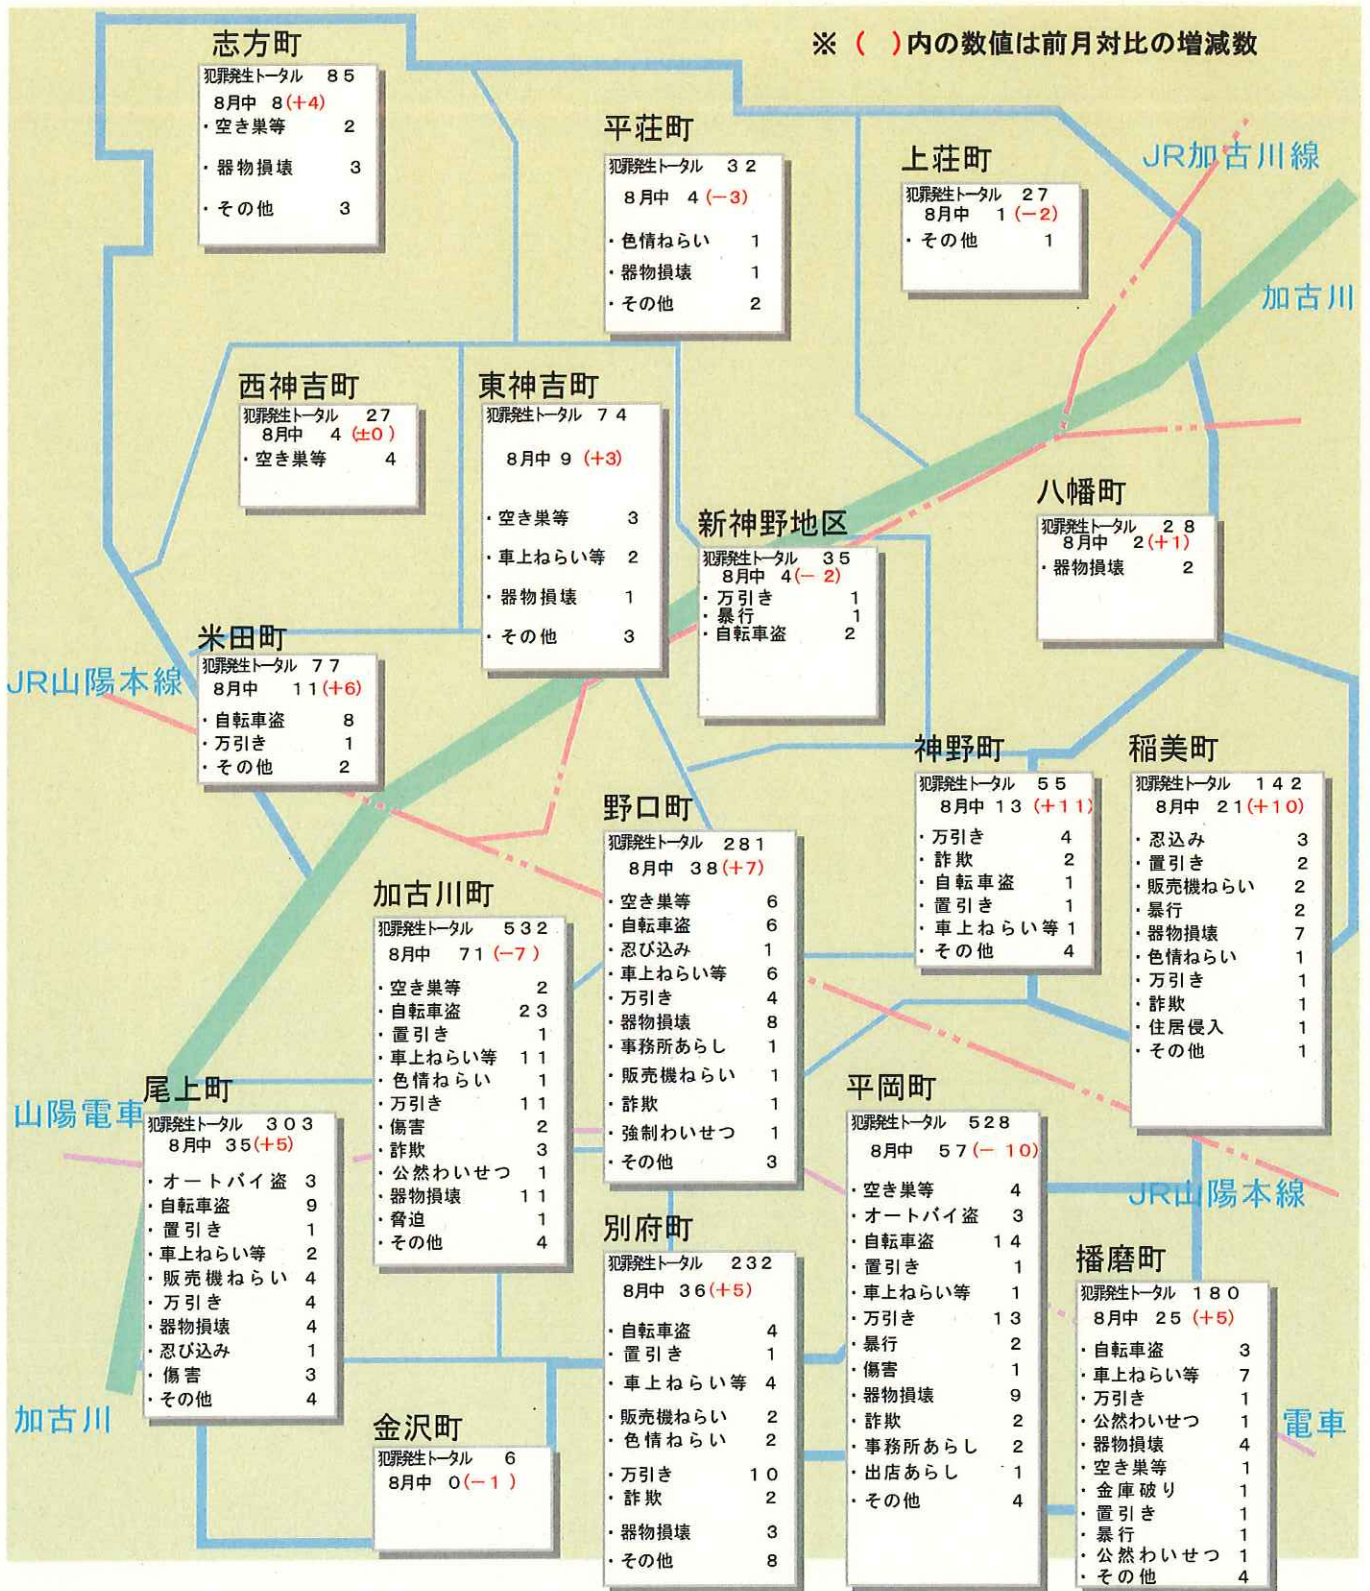 ※ ( )内の数値は前月対比の増減数
志方町
犯罪発生トータル 85
8月中 8(+4)
・空き巣等 2
・器物損壊 3
・その他 3
平荘町
犯罪発生トータル 32
8月中 4(-3)
・色情ねらい 1
・器物損壊 1
・その他 2
上荘町
犯罪発生トータル 27
8月中 1(-2)
・その他 1
JR加古川線
加古川
西神吉町
犯罪発生トータル 27
8月中 4(±0)
・空き巣等 4
東神吉町
犯罪発生トータル 74
8月中 9(+3)
・空き巣等 3
・車上ねらい等 2
・器物損壊 1
・その他 3
新神野地区
犯罪発生トータル 35
8月中 4(-2)
・万引き 1
・暴行 1
・自転車盗 2
八幡町
犯罪発生トータル 28
8月中 2(+1)
・器物損壊 2
米田町
犯罪発生トータル 77
8月中 11(+6)
・自転車盗 8
・万引き 1
・その他 2
JR山陽本線
神野町
犯罪発生トータル 55
8月中 13(+11)
・万引き 4
・詐欺 2
・自転車盗 1
・置引き 1
・車上ねらい等 1
・その他 4
稲美町
犯罪発生トータル 142
8月中 21(+10)
・忍込み 3
・置引き 2
・販売機ねらい 2
・暴行 2
・器物損壊 7
・色情ねらい 1
・万引き 1
・詐欺 1
・住居侵入 1
・その他 1
野口町
犯罪発生トータル 281
8月中 38(+7)
・空き巣等 6
・自転車盗 6
・忍び込み 1
・車上ねらい等 6
・万引き 4
・器物損壊 8
・事務所あらし 1
・販売機ねらい 1
・詐欺 1
・強制わいせつ 1
・その他 3
加古川町
犯罪発生トータル 532
8月中 71(-7)
・空き巣等 2
・自転車盗 23
・置引き 1
・車上ねらい等 11
・色情ねらい 1
・万引き 11
・傷害 2
・詐欺 3
・公然わいせつ 1
・器物損壊 11
・脅迫 1
・その他 4
尾上町
犯罪発生トータル 303
8月中 35(+5)
・オートバイ盗 3
・自転車盗 9
・置引き 1
・車上ねらい等 2
・販売機ねらい 4
・万引き 4
・器物損壊 4
・忍び込み 1
・傷害 3
・その他 4
山陽電車
加古川
平岡町
犯罪発生トータル 528
8月中 57(-10)
・空き巣等 4
・オートバイ盗 3
・自転車盗 14
・置引き 1
・車上ねらい等 1
・万引き 13
・暴行 2
・傷害 1
・器物損壊 9
・詐欺 2
・事務所あらし 2
・出店あらし 1
・その他 4
JR山陽本線
別府町
犯罪発生トータル 232
8月中 36(+5)
・自転車盗 4
・置引き 1
・車上ねらい等 4
・販売機ねらい 2
・色情ねらい 2
・万引き 10
・詐欺 2
・器物損壊 3
・その他 8
播磨町
犯罪発生トータル 180
8月中 25(+5)
・自転車盗 3
・車上ねらい等 7
・万引き 1
・公然わいせつ 1
・器物損壊 4
・空き巣等 1
・金庫破り 1
・置引き 1
・暴行 1
・公然わいせつ 1
・その他 4
電車
金沢町
犯罪発生トータル 6
8月中 0(-1)